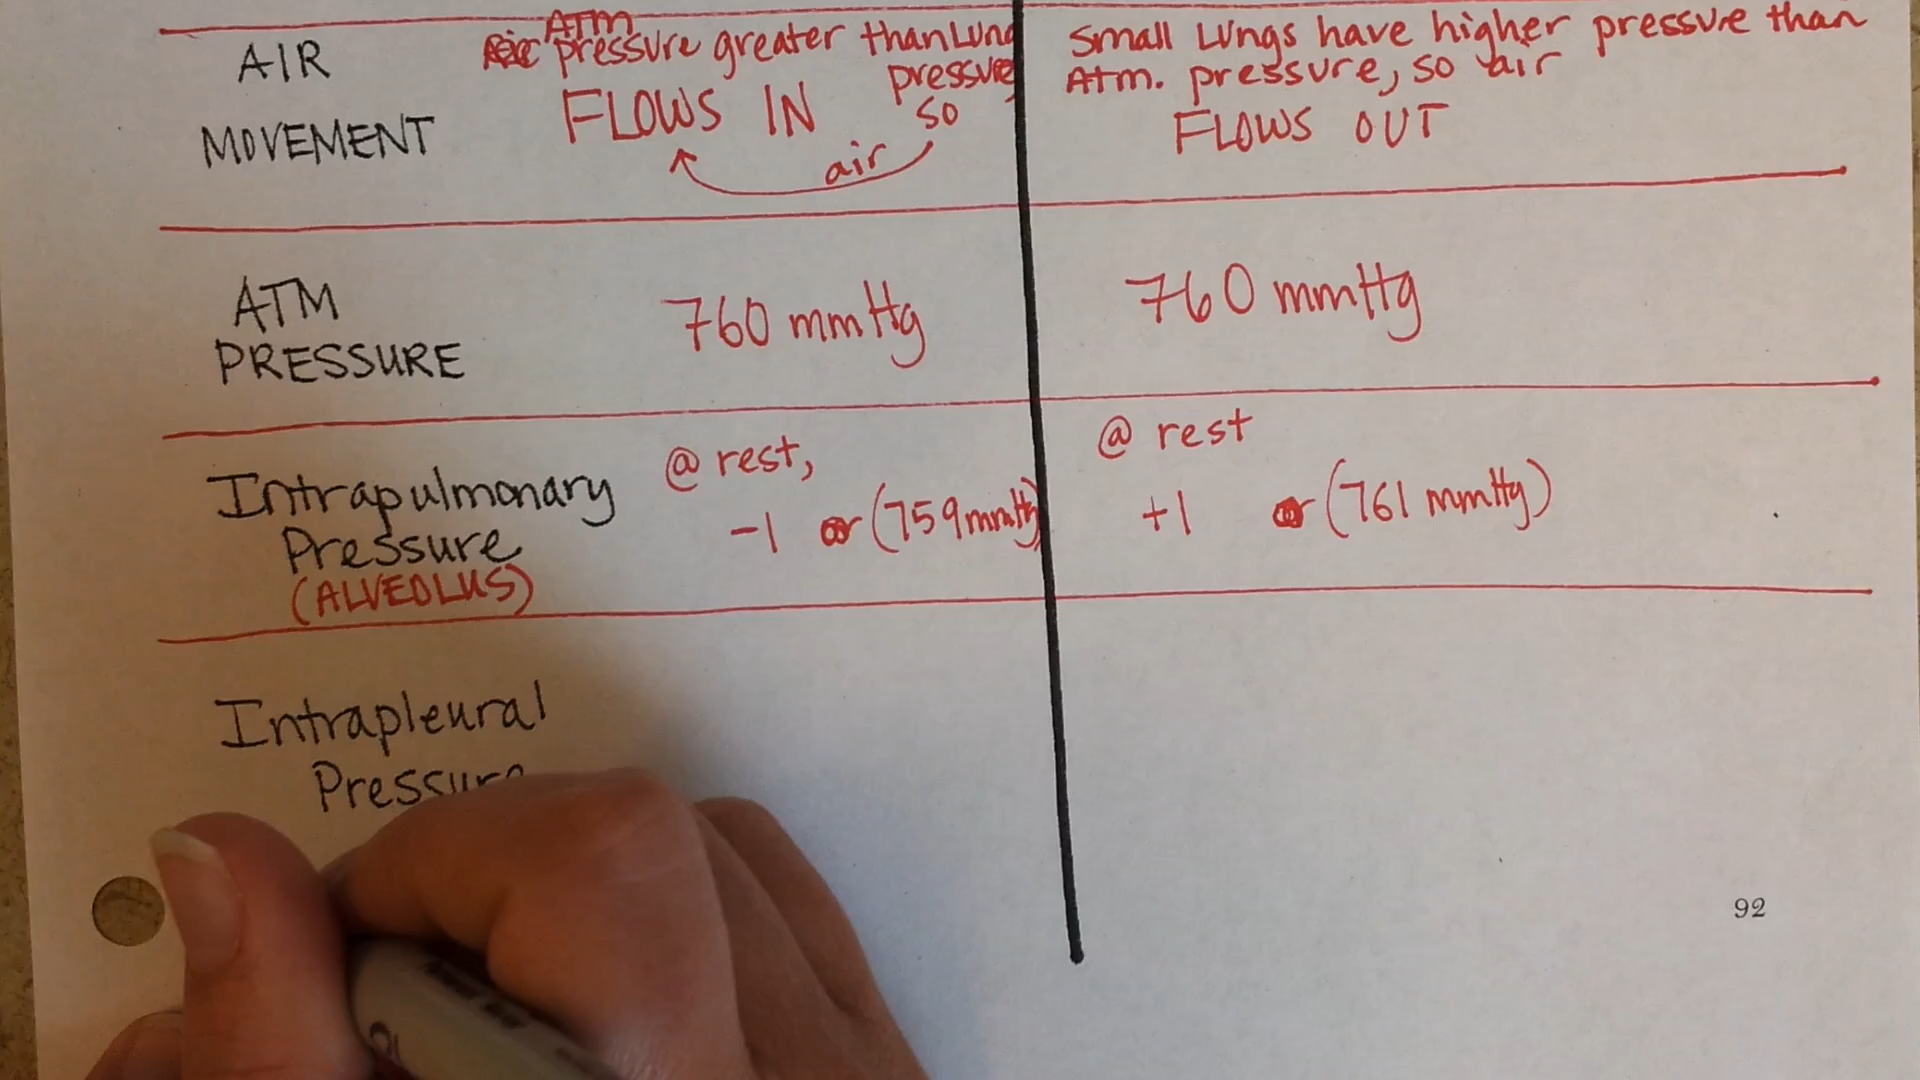 AIR
MOVEMENT
ATM
pressure greater than Lung
pressure
so
FLOWS IN
air
Small Lungs have higher pressure than
Atm. pressure, so air
FLOWS OUT
ATM
PRESSURE
760 mmHg
760 mmHg
Intrapulmonary
Pressure
(ALVEOLUS)
@ rest,
-1 or (759mmHg)
@ rest
+1 or (761 mmHg)
Intrapleural
Pressure
92